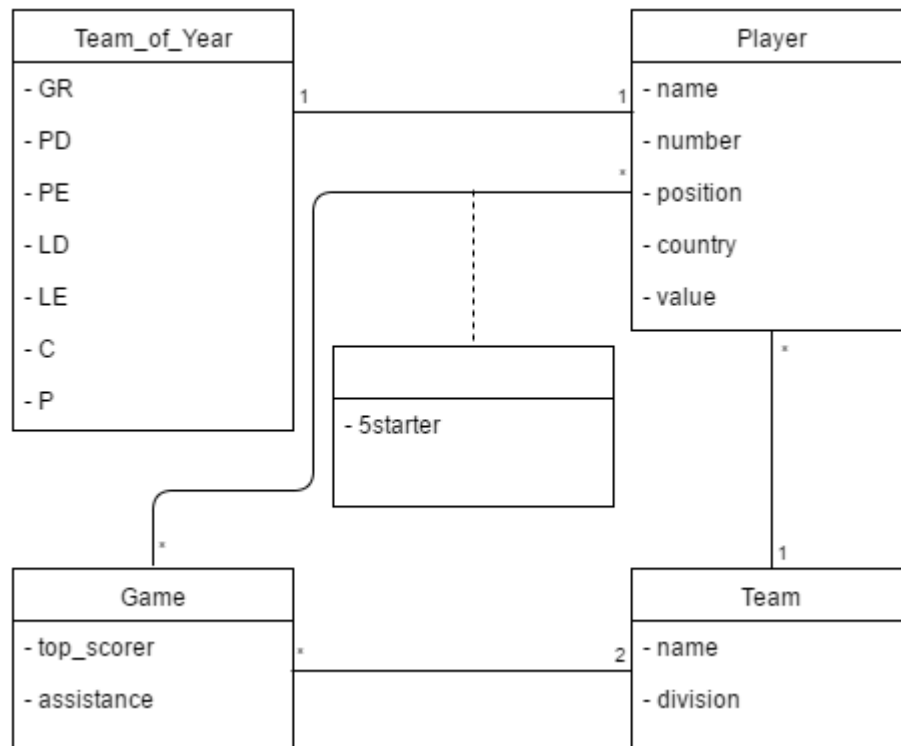 Team_of_Year
- GR
- PD
- PE
- LD
- LE
- C
- P
1
1
*
Player
- name
- number
- position
- country
- value
*
1
- 5starter
*
Game
- top_scorer
- assistance
*
2
Team
- name
- division